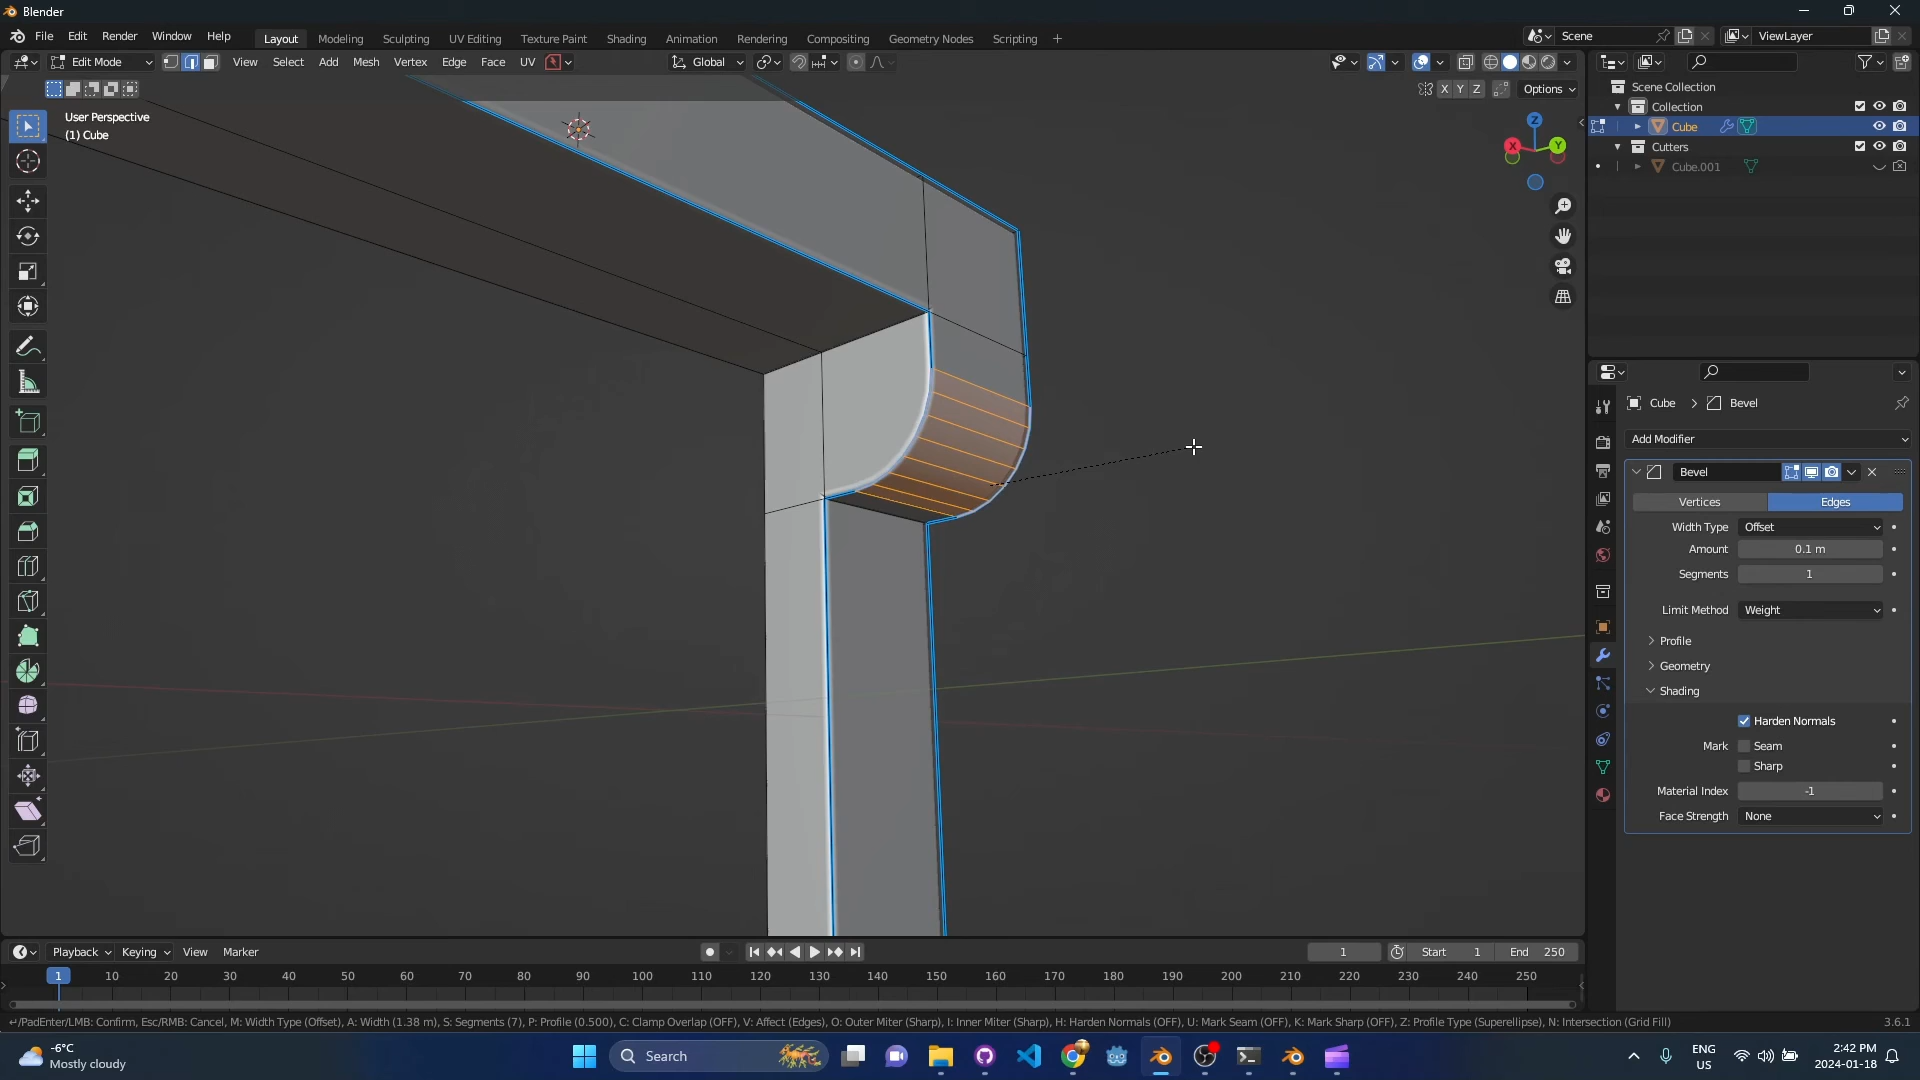 Blender
File Edit Render Window Help
Layout Modeling Sculpting UV Editing Texture Paint Shading Animation Rendering Compositing Geometry Nodes Scripting +
Scene
ViewLayer
Edit Mode View Select Add Mesh Vertex Edge Face UV
Global
X Y Z Options
User Perspective
(1) Cube
Z
X Y
Scene Collection
Collection
Cube
Cutters
Cube.001
Cube > Bevel
Add Modifier
Bevel
Vertices Edges
Width Type Offset
Amount 0.1 m
Segments 1
Limit Method Weight
Profile
Geometry
Shading
Harden Normals
Mark Seam
Sharp
Material Index -1
Face Strength None
Playback Keying View Marker
1 Start 1 End 250
1 10 20 30 40 50 60 70 80 90 100 110 120 130 140 150 160 170 180 190 200 210 220 230 240 250
↵/PadEnter/LMB: Confirm, Esc/RMB: Cancel, M: Width Type (Offset), A: Width (1.38 m), S: Segments (7), P: Profile (0.500), C: Clamp Overlap (OFF), V: Affect (Edges), O: Outer Miter (Sharp), I: Inner Miter (Sharp), H: Harden Normals (OFF), U: Mark Seam (OFF), K: Mark Sharp (OFF), Z: Profile Type (Superellipse), N: Intersection (Grid Fill)
3.6.1
-6°C
Mostly cloudy
Search
ENG
US
2:42 PM
2024-01-18